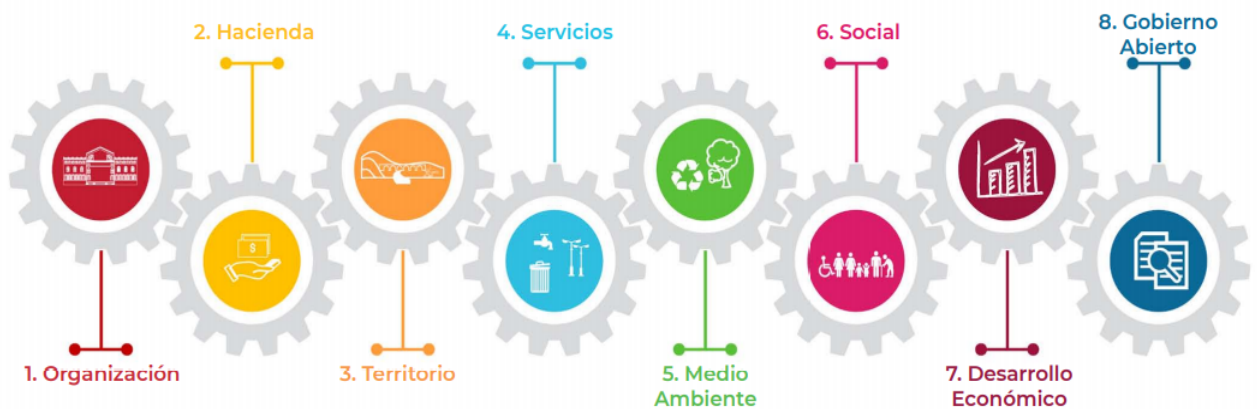 1. Organización
2. Hacienda
3. Territorio
4. Servicios
5. Medio
Ambiente
6. Social
7. Desarrollo
Económico
8. Gobierno
Abierto
$